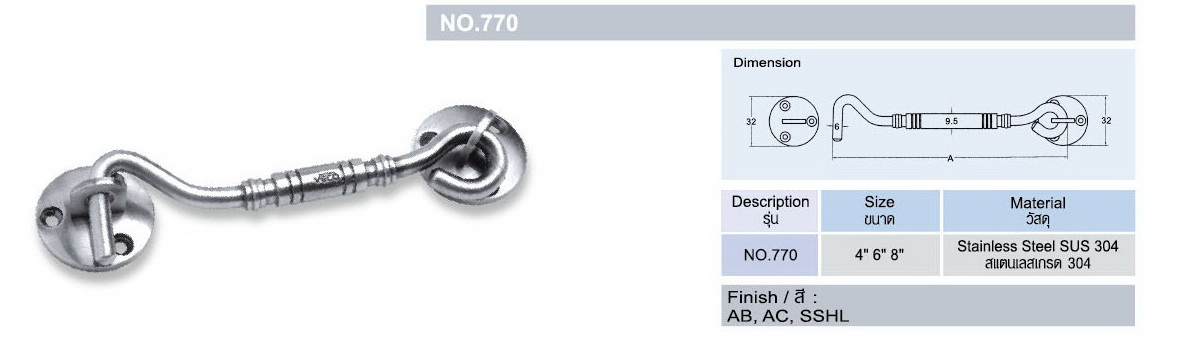 NO.770
Dimension
32
6
9.5
32
A
VECO
Description
รุ่น
Size
ขนาด
Material
วัสดุ
NO.770
4" 6" 8"
Stainless Steel SUS 304
สแตนเลสเกรด 304
Finish / สี :
AB, AC, SSHL